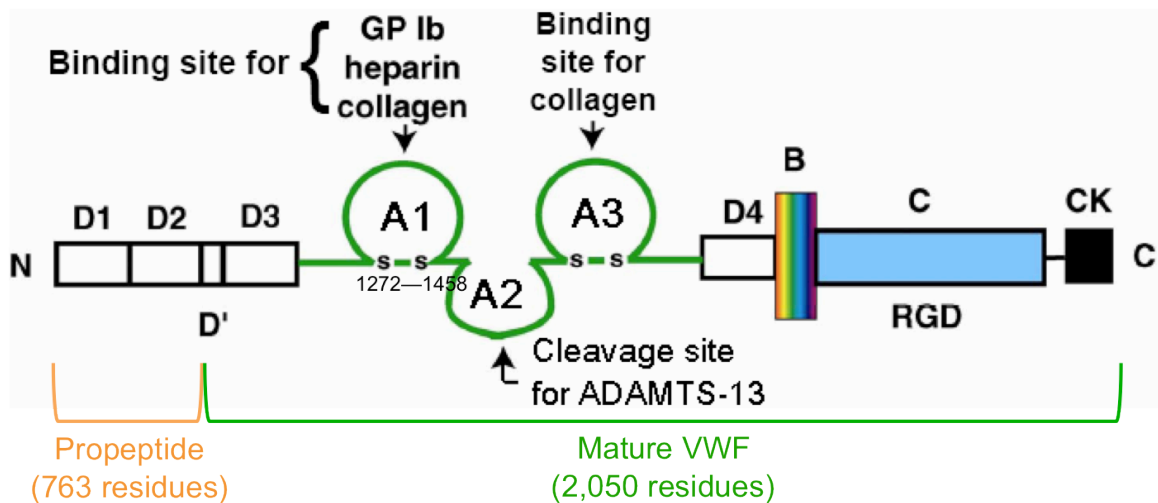 Binding site for
GP Ib
heparin
collagen
Binding
site for
collagen
N
D1
D2
D'
D3
A1
s
s
1272—1458
A2
A3
s
s
D4
B
C
RGD
CK
C
Cleavage site
for ADAMTS-13
Propeptide
(763 residues)
Mature VWF
(2,050 residues)